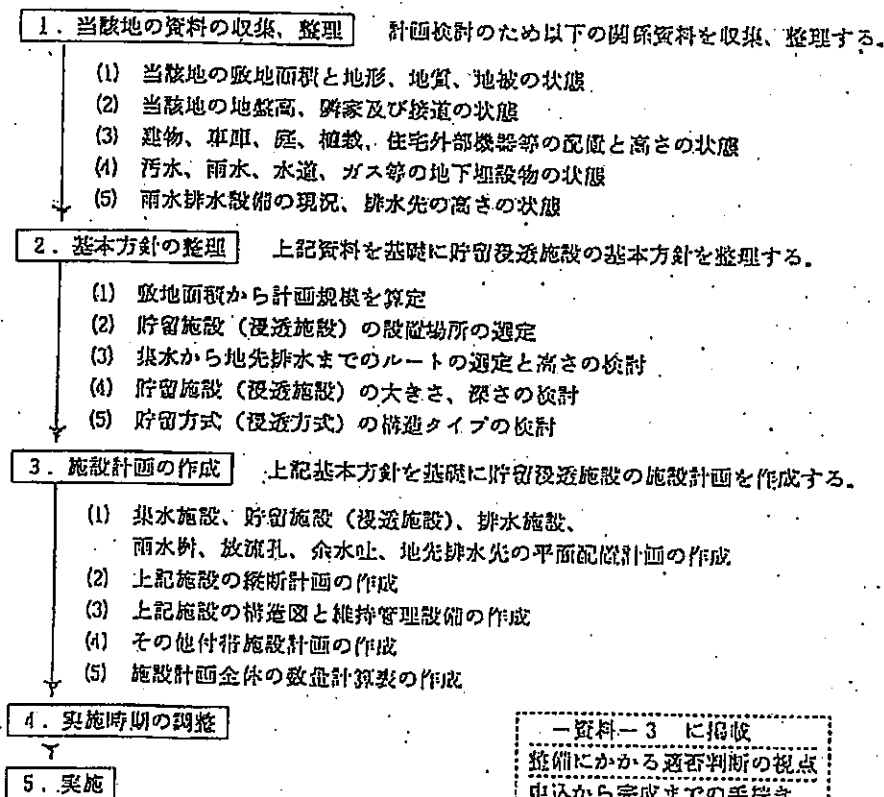 1.当該地の資料の収集、整理 計画検討のため以下の関係資料を収集、整理する。
(1) 当該地の敷地面積と地形、地質、地被の状態
(2) 当該地の地盤高、隣家及び接道の状態
(3) 建物、車庫、庭、植栽、住宅外部機器等の配置と高さの状態
(4) 汚水、雨水、水道、ガス等の地下埋設物の状態
(5) 雨水排水設備の現況、排水先の高さの状態
2.基本方針の整理 上記資料を基礎に貯留浸透施設の基本方針を整理する。
(1) 敷地面積から計画規模を算定
(2) 貯留施設(浸透施設)の設置場所の選定
(3) 集水から地先排水までのルートの選定と高さの検討
(4) 貯留施設(浸透施設)の大きさ、深さの検討
(5) 貯留方式(浸透方式)の構造タイプの検討
3.施設計画の作成 上記基本方針を基礎に貯留浸透施設の施設計画を作成する。
(1) 集水施設、貯留施設(浸透施設)、排水施設、
雨水桝、放流孔、余水吐、地先排水先の平面配置計画の作成
(2) 上記施設の縦断計画の作成
(3) 上記施設の構造図と維持管理設備の作成
(4) その他付帯施設計画の作成
(5) 施設計画全体の数量計算表の作成
4.実施時期の調整
5.実施
-資料-3 に掲載
整備にかかる適否判断の視点
申込から完成までの手続き